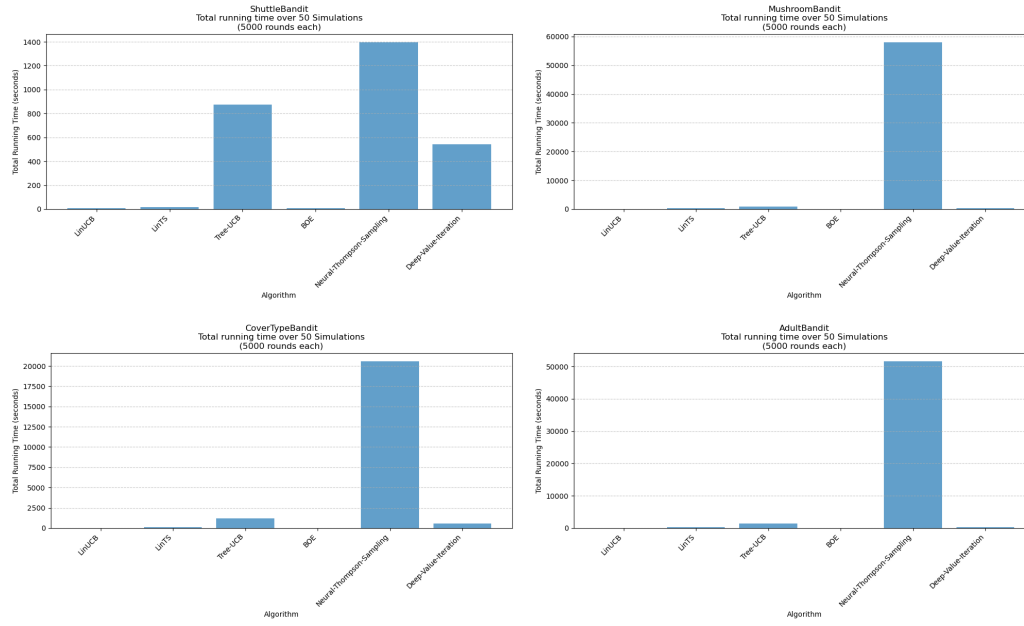 ShuttleBandit
Total running time over 50 Simulations
(5000 rounds each)
Total Running Time (seconds)
1400
1200
1000
800
600
400
200
0
LinUCB
LinTS
Tree-UCB
BOE
Neural-Thompson-Sampling
Deep-Value-Iteration
Algorithm
MushroomBandit
Total running time over 50 Simulations
(5000 rounds each)
Total Running Time (seconds)
60000
50000
40000
30000
20000
10000
0
LinUCB
LinTS
Tree-UCB
BOE
Neural-Thompson-Sampling
Deep-Value-Iteration
Algorithm
CoverTypeBandit
Total running time over 50 Simulations
(5000 rounds each)
Total Running Time (seconds)
20000
17500
15000
12500
10000
7500
5000
2500
0
LinUCB
LinTS
Tree-UCB
BOE
Neural-Thompson-Sampling
Deep-Value-Iteration
Algorithm
AdultBandit
Total running time over 50 Simulations
(5000 rounds each)
Total Running Time (seconds)
50000
40000
30000
20000
10000
0
LinUCB
LinTS
Tree-UCB
BOE
Neural-Thompson-Sampling
Deep-Value-Iteration
Algorithm